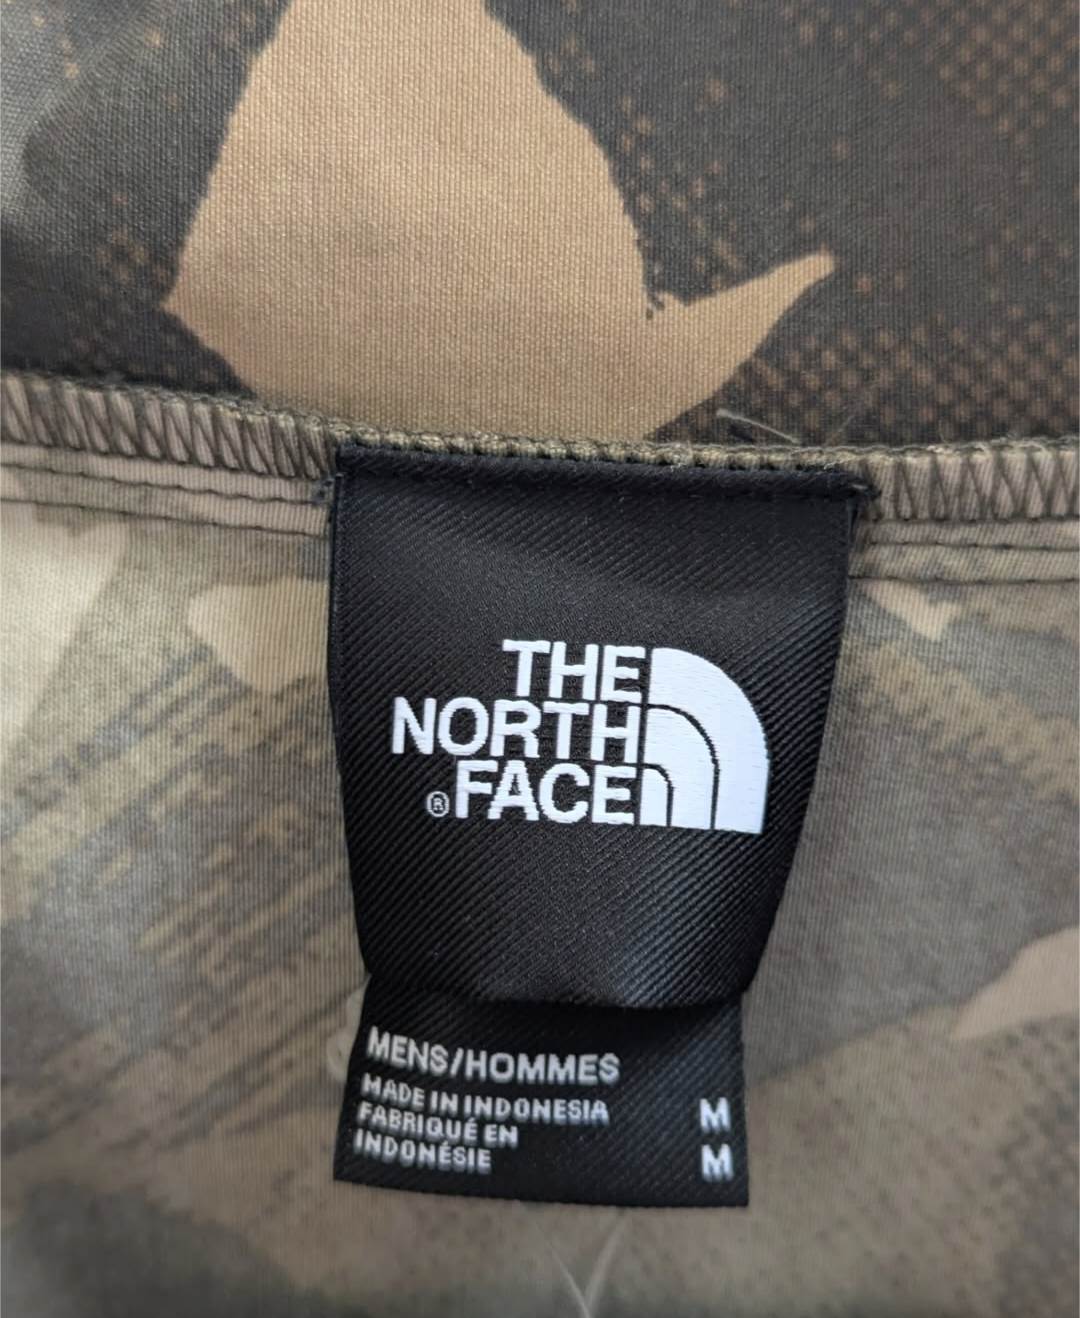 THE
NORTH
®FACE
MENS/HOMMES
MADE IN INDONESIA M
FABRIQUÉ EN
INDONÉSIE M